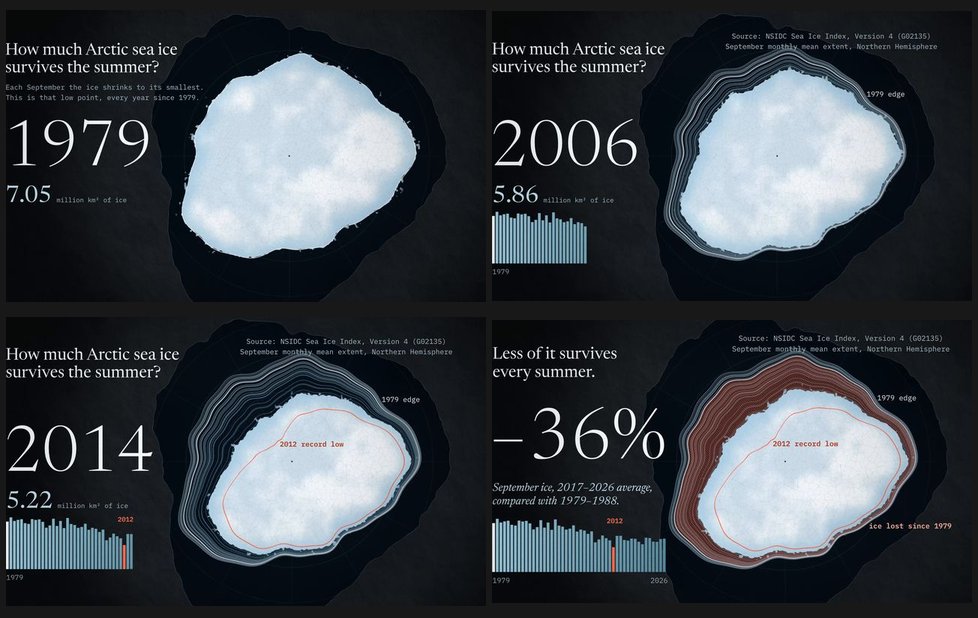 How much Arctic sea ice
survives the summer?
Each September the ice shrinks to its smallest.
This is that low point, every year since 1979.
1979
7.05 million km² of ice
Source: NSIDC Sea Ice Index, Version 4 (G02135)
September monthly mean extent, Northern Hemisphere
How much Arctic sea ice
survives the summer?
1979 edge
2006
5.86 million km² of ice
1979
Source: NSIDC Sea Ice Index, Version 4 (G02135)
September monthly mean extent, Northern Hemisphere
How much Arctic sea ice
survives the summer?
1979 edge
2012 record low
2014
5.22 million km² of ice
2012
1979
Source: NSIDC Sea Ice Index, Version 4 (G02135)
September monthly mean extent, Northern Hemisphere
Less of it survives
every summer.
1979 edge
−36%
2012 record low
September ice, 2017–2026 average,
compared with 1979–1988.
2012
ice lost since 1979
1979
2026